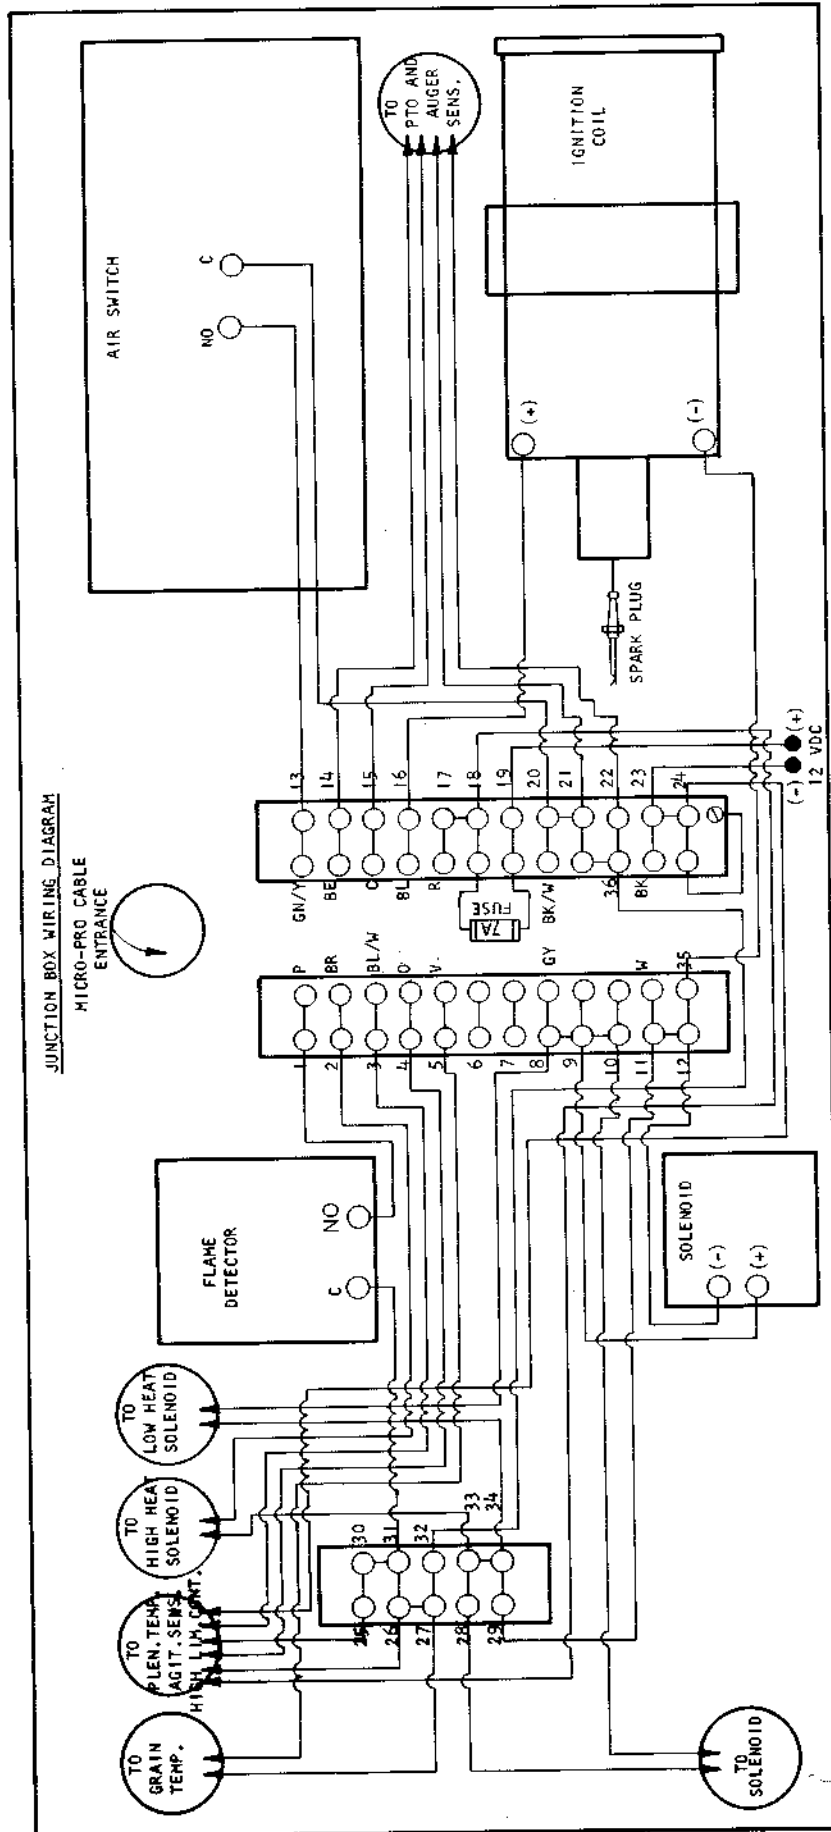 JUNCTION BOX WIRING DIAGRAM
MICRO-PRO CABLE
ENTRANCE
AIR SWITCH
NO
C
TO
PTO AND
AUGER
SENS.
IGNITION
COIL
(+)
(-)
SPARK PLUG
13
14
15
16
17
18
19
20
21
22
23
24
GN/Y
BE
O
BL
R
7A
FUSE
BK/W
36
BK
(-)
(+)
12 VDC
P
BR
BL/W
O
V
GY
W
35
1
2
3
4
5
6
7
8
9
10
11
12
FLAME
DETECTOR
C
NO
SOLENOID
(-)
(+)
TO
LOW HEAT
SOLENOID
TO
HIGH HEAT
SOLENOID
TO
PLEN.TEMP.
AGIT.SENS.
HIGH LIM.CONT.
TO
GRAIN
TEMP.
30
31
32
33
34
25
26
27
28
29
TO
SOLENOID